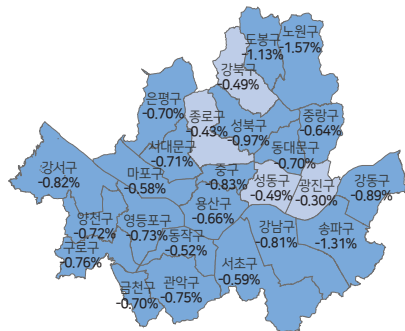 노원구
-1.57%
도봉구
-1.13%
강북구
-0.49%
은평구
-0.70%
종로구
-0.43%
성북구
-0.97%
중랑구
-0.64%
서대문구
-0.71%
동대문구
-0.70%
강서구
-0.82%
마포구
-0.58%
중구
-0.83%
성동구
-0.49%
광진구
-0.30%
강동구
-0.89%
양천구
-0.72%
영등포구
-0.73%
용산구
-0.66%
동작구
-0.52%
강남구
-0.81%
송파구
-1.31%
구로구
-0.76%
금천구
-0.70%
관악구
-0.75%
서초구
-0.59%